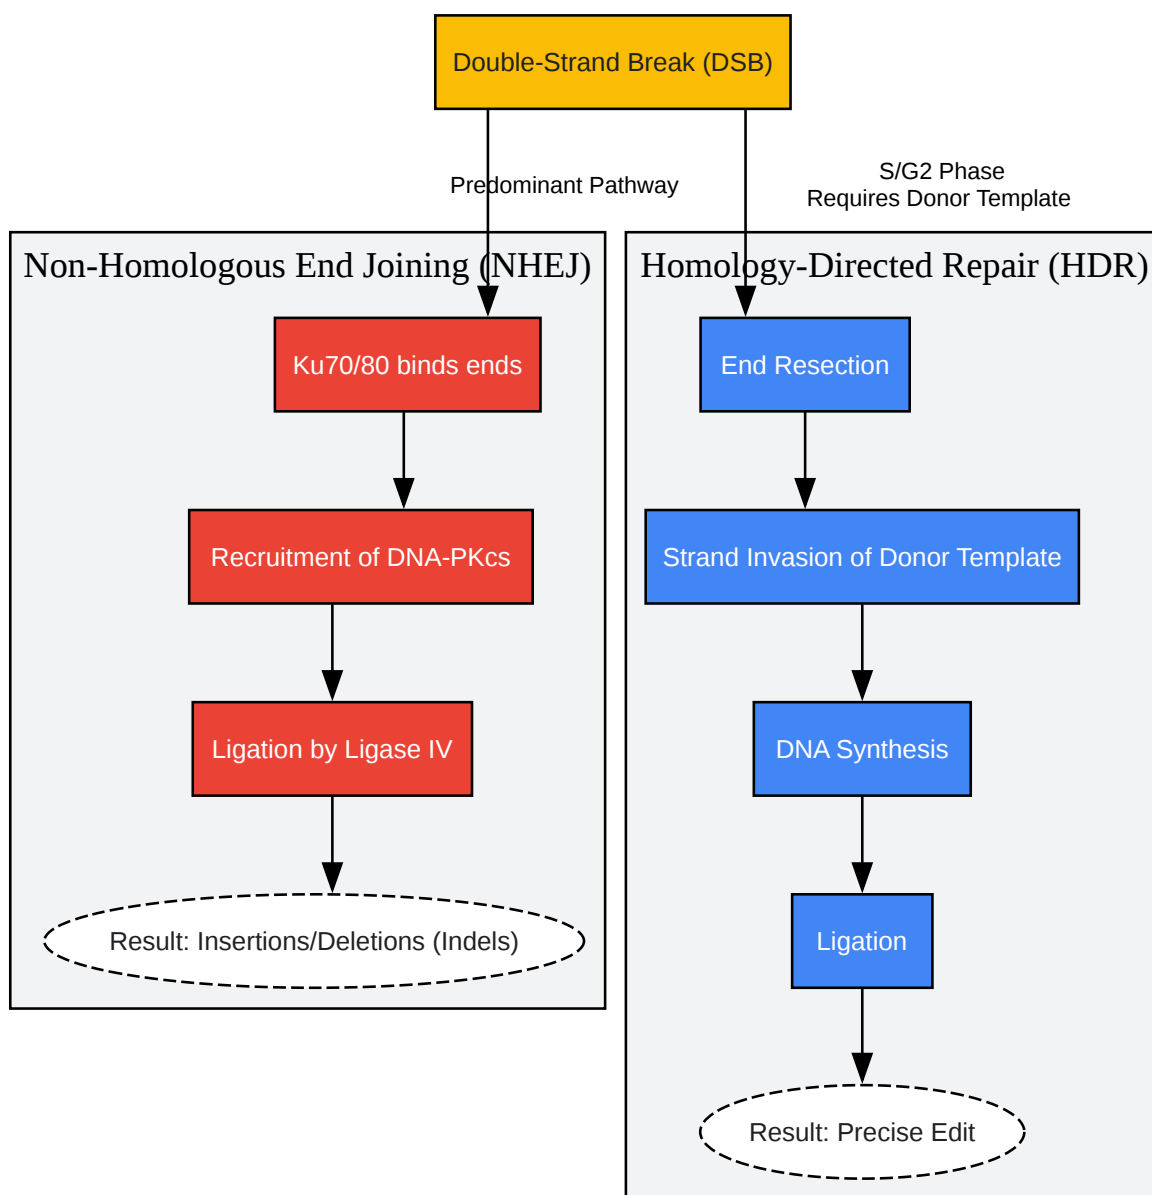 Double-Strand Break (DSB)
Predominant Pathway
S/G2 Phase
Requires Donor Template
Non-Homologous End Joining (NHEJ)
Ku70/80 binds ends
Recruitment of DNA-PKcs
Ligation by Ligase IV
Result: Insertions/Deletions (Indels)
Homology-Directed Repair (HDR)
End Resection
Strand Invasion of Donor Template
DNA Synthesis
Ligation
Result: Precise Edit